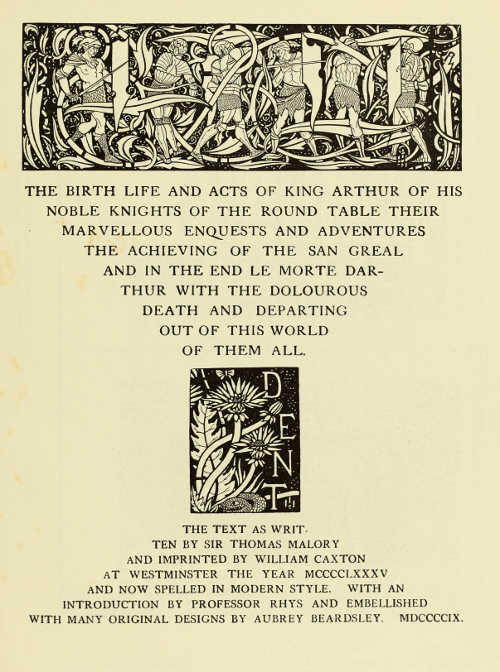 THE BIRTH LIFE AND ACTS OF KING ARTHUR OF HIS
NOBLE KNIGHTS OF THE ROUND TABLE THEIR
MARVELLOUS ENQUESTS AND ADVENTURES
THE ACHIEVING OF THE SAN GREAL
AND IN THE END LE MORTE DAR-
THUR WITH THE DOLOUROUS
DEATH AND DEPARTING
OUT OF THIS WORLD
OF THEM ALL.
DENT
THE TEXT AS WRIT-
TEN BY SIR THOMAS MALORY
AND IMPRINTED BY WILLIAM CAXTON
AT WESTMINSTER THE YEAR MCCCCLXXXV
AND NOW SPELLED IN MODERN STYLE. WITH AN
INTRODUCTION BY PROFESSOR RHYS AND EMBELLISHED
WITH MANY ORIGINAL DESIGNS BY AUBREY BEARDSLEY. MDCCCCIX.